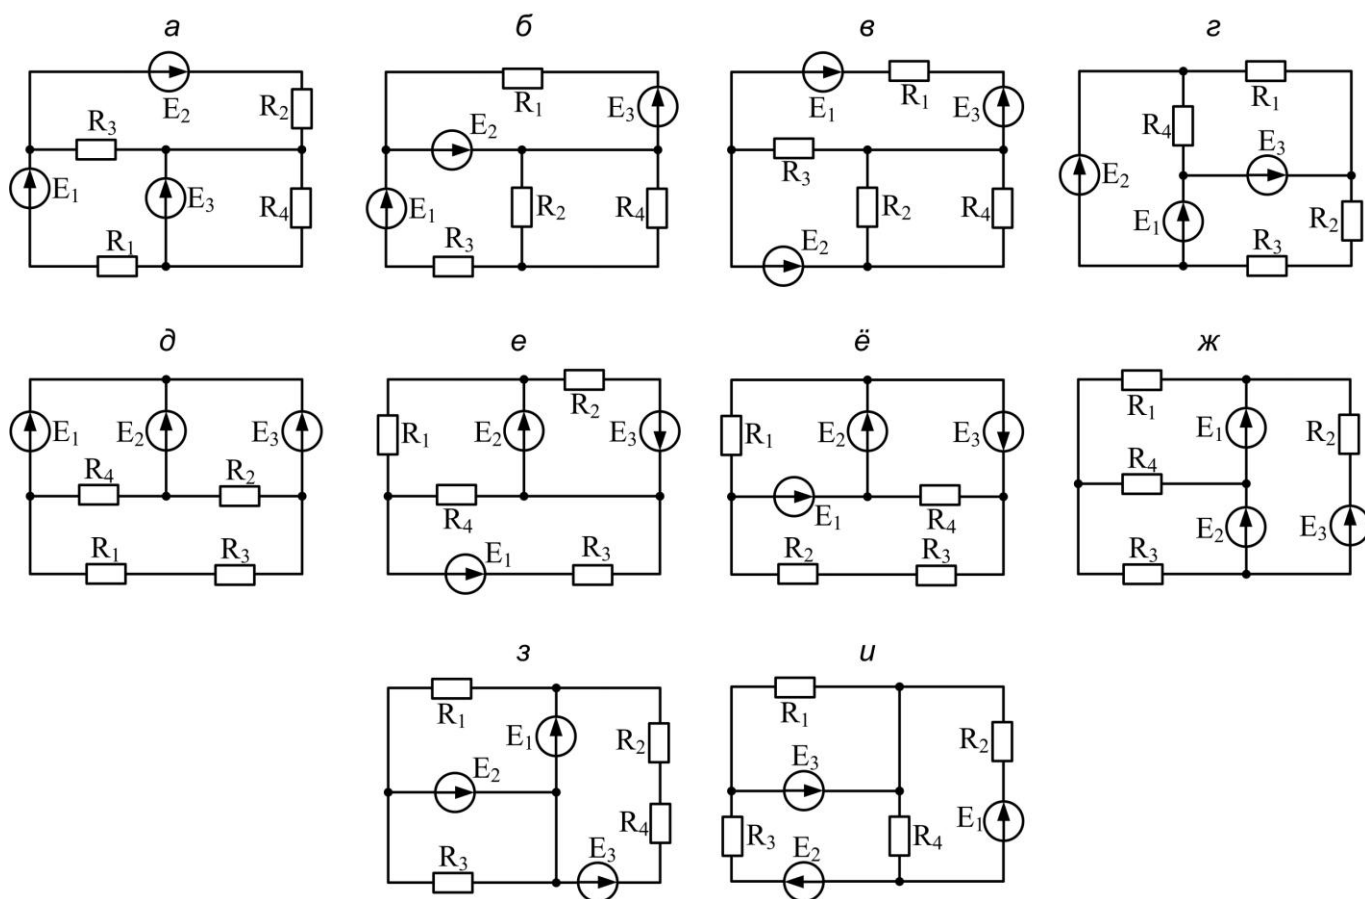 а
E₂
R₂
R₃
E₁
E₃
R₄
R₁
б
R₁
E₃
E₂
E₁
R₂
R₄
R₃
в
E₁
R₁
E₃
R₃
R₂
R₄
E₂
г
R₁
R₄
E₃
E₂
E₁
R₂
R₃
д
E₁
E₂
E₃
R₄
R₂
R₁
R₃
е
R₂
R₁
E₂
E₃
R₄
E₁
R₃
ё
R₁
E₂
E₃
E₁
R₄
R₂
R₃
ж
R₁
E₁
R₂
R₄
E₂
E₃
R₃
з
R₁
E₁
R₂
E₂
R₄
R₃
E₃
и
R₁
R₂
E₃
E₁
R₃
R₄
E₂